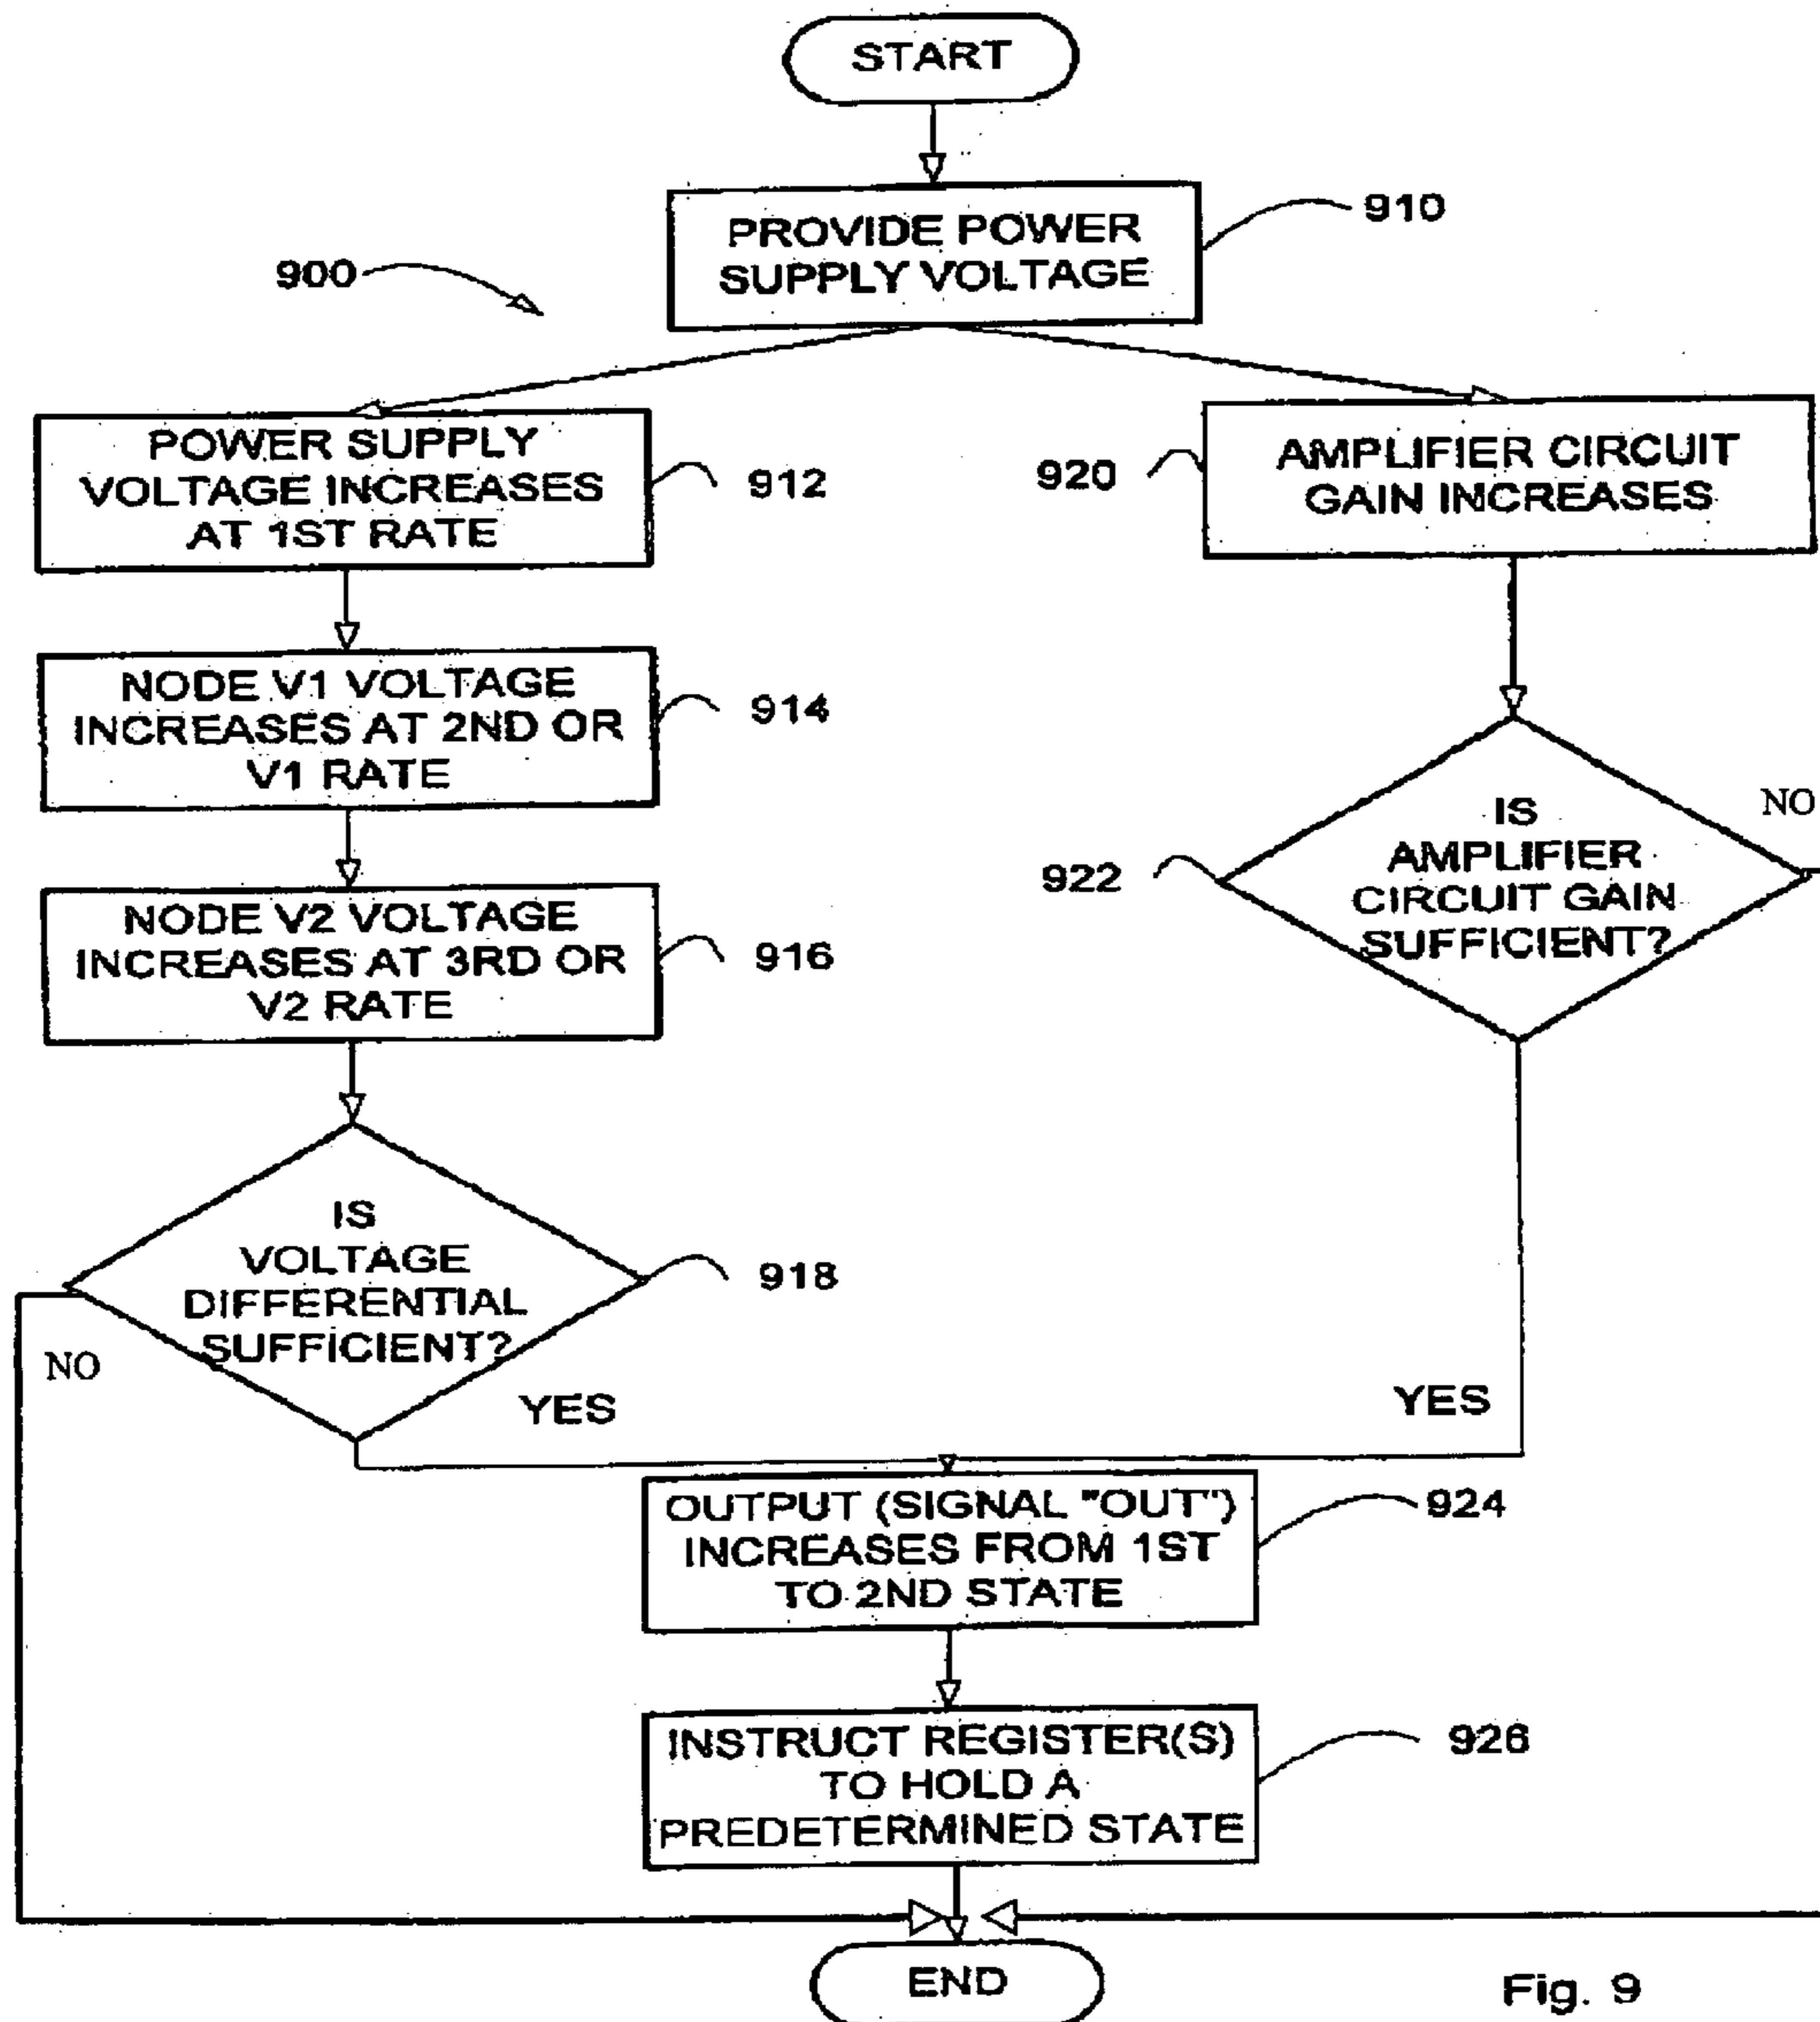 START
PROVIDE POWER
SUPPLY VOLTAGE
910
900
POWER SUPPLY
VOLTAGE INCREASES
AT 1ST RATE
912
920
AMPLIFIER CIRCUIT
GAIN INCREASES
NODE V1 VOLTAGE
INCREASES AT 2ND OR
V1 RATE
914
NO
IS
AMPLIFIER
CIRCUIT GAIN
SUFFICIENT?
922
NODE V2 VOLTAGE
INCREASES AT 3RD OR
V2 RATE
916
IS
VOLTAGE
DIFFERENTIAL
SUFFICIENT?
918
NO
YES
YES
OUTPUT (SIGNAL "OUT")
INCREASES FROM 1ST
TO 2ND STATE
924
INSTRUCT REGISTER(S)
TO HOLD A
PREDETERMINED STATE
926
END
Fig. 9